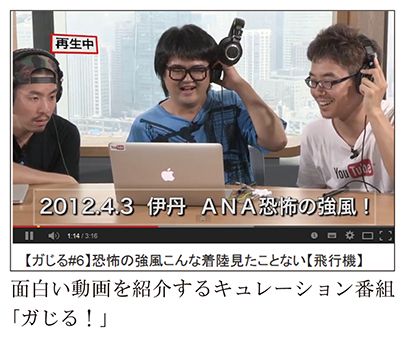 再生中
YouTube
2012.4.3 伊丹 ANA恐怖の強風！
1:14 / 3:16
【ガじる#6】恐怖の強風こんな着陸見たことない【飛行機】
面白い動画を紹介するキュレーション番組
「ガじる！」